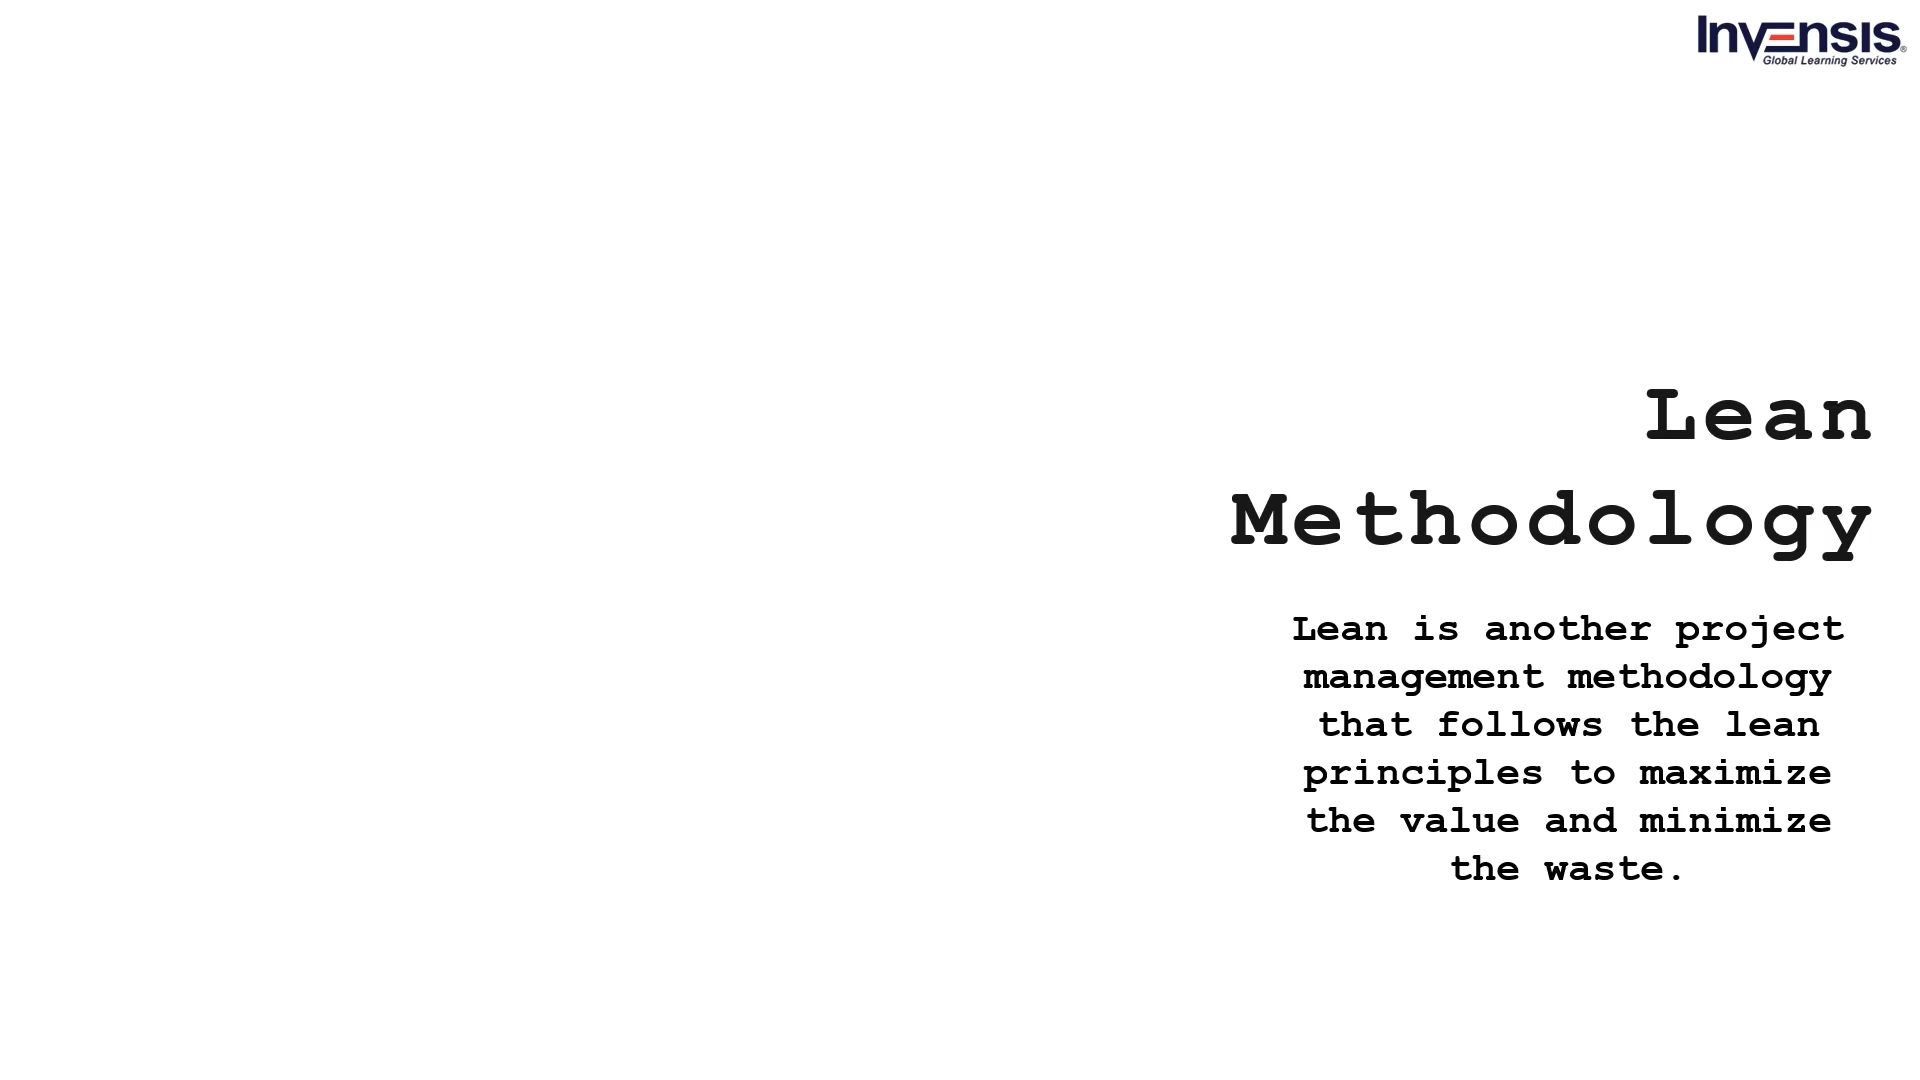 Invensis®
Global Learning Services
Lean
Methodology
Lean is another project
management methodology
that follows the lean
principles to maximize
the value and minimize
the waste.